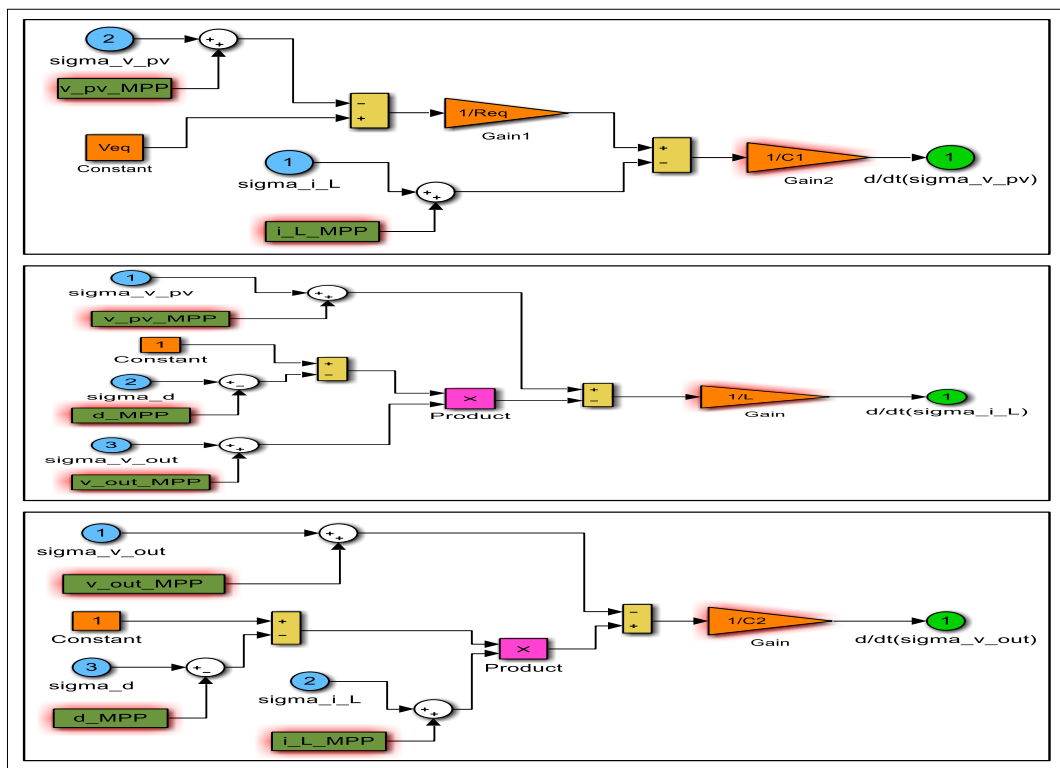 2
sigma_v_pv
v_pv_MPP
Veq
Constant
1
sigma_i_L
i_L_MPP
1/Req
Gain1
1/C1
Gain2
1
d/dt(sigma_v_pv)
1
sigma_v_pv
v_pv_MPP
1
Constant
2
sigma_d
d_MPP
3
sigma_v_out
v_out_MPP
×
Product
1/L
Gain
1
d/dt(sigma_i_L)
1
sigma_v_out
v_out_MPP
1
Constant
3
sigma_d
d_MPP
2
sigma_i_L
i_L_MPP
×
Product
1/C2
Gain
1
d/dt(sigma_v_out)